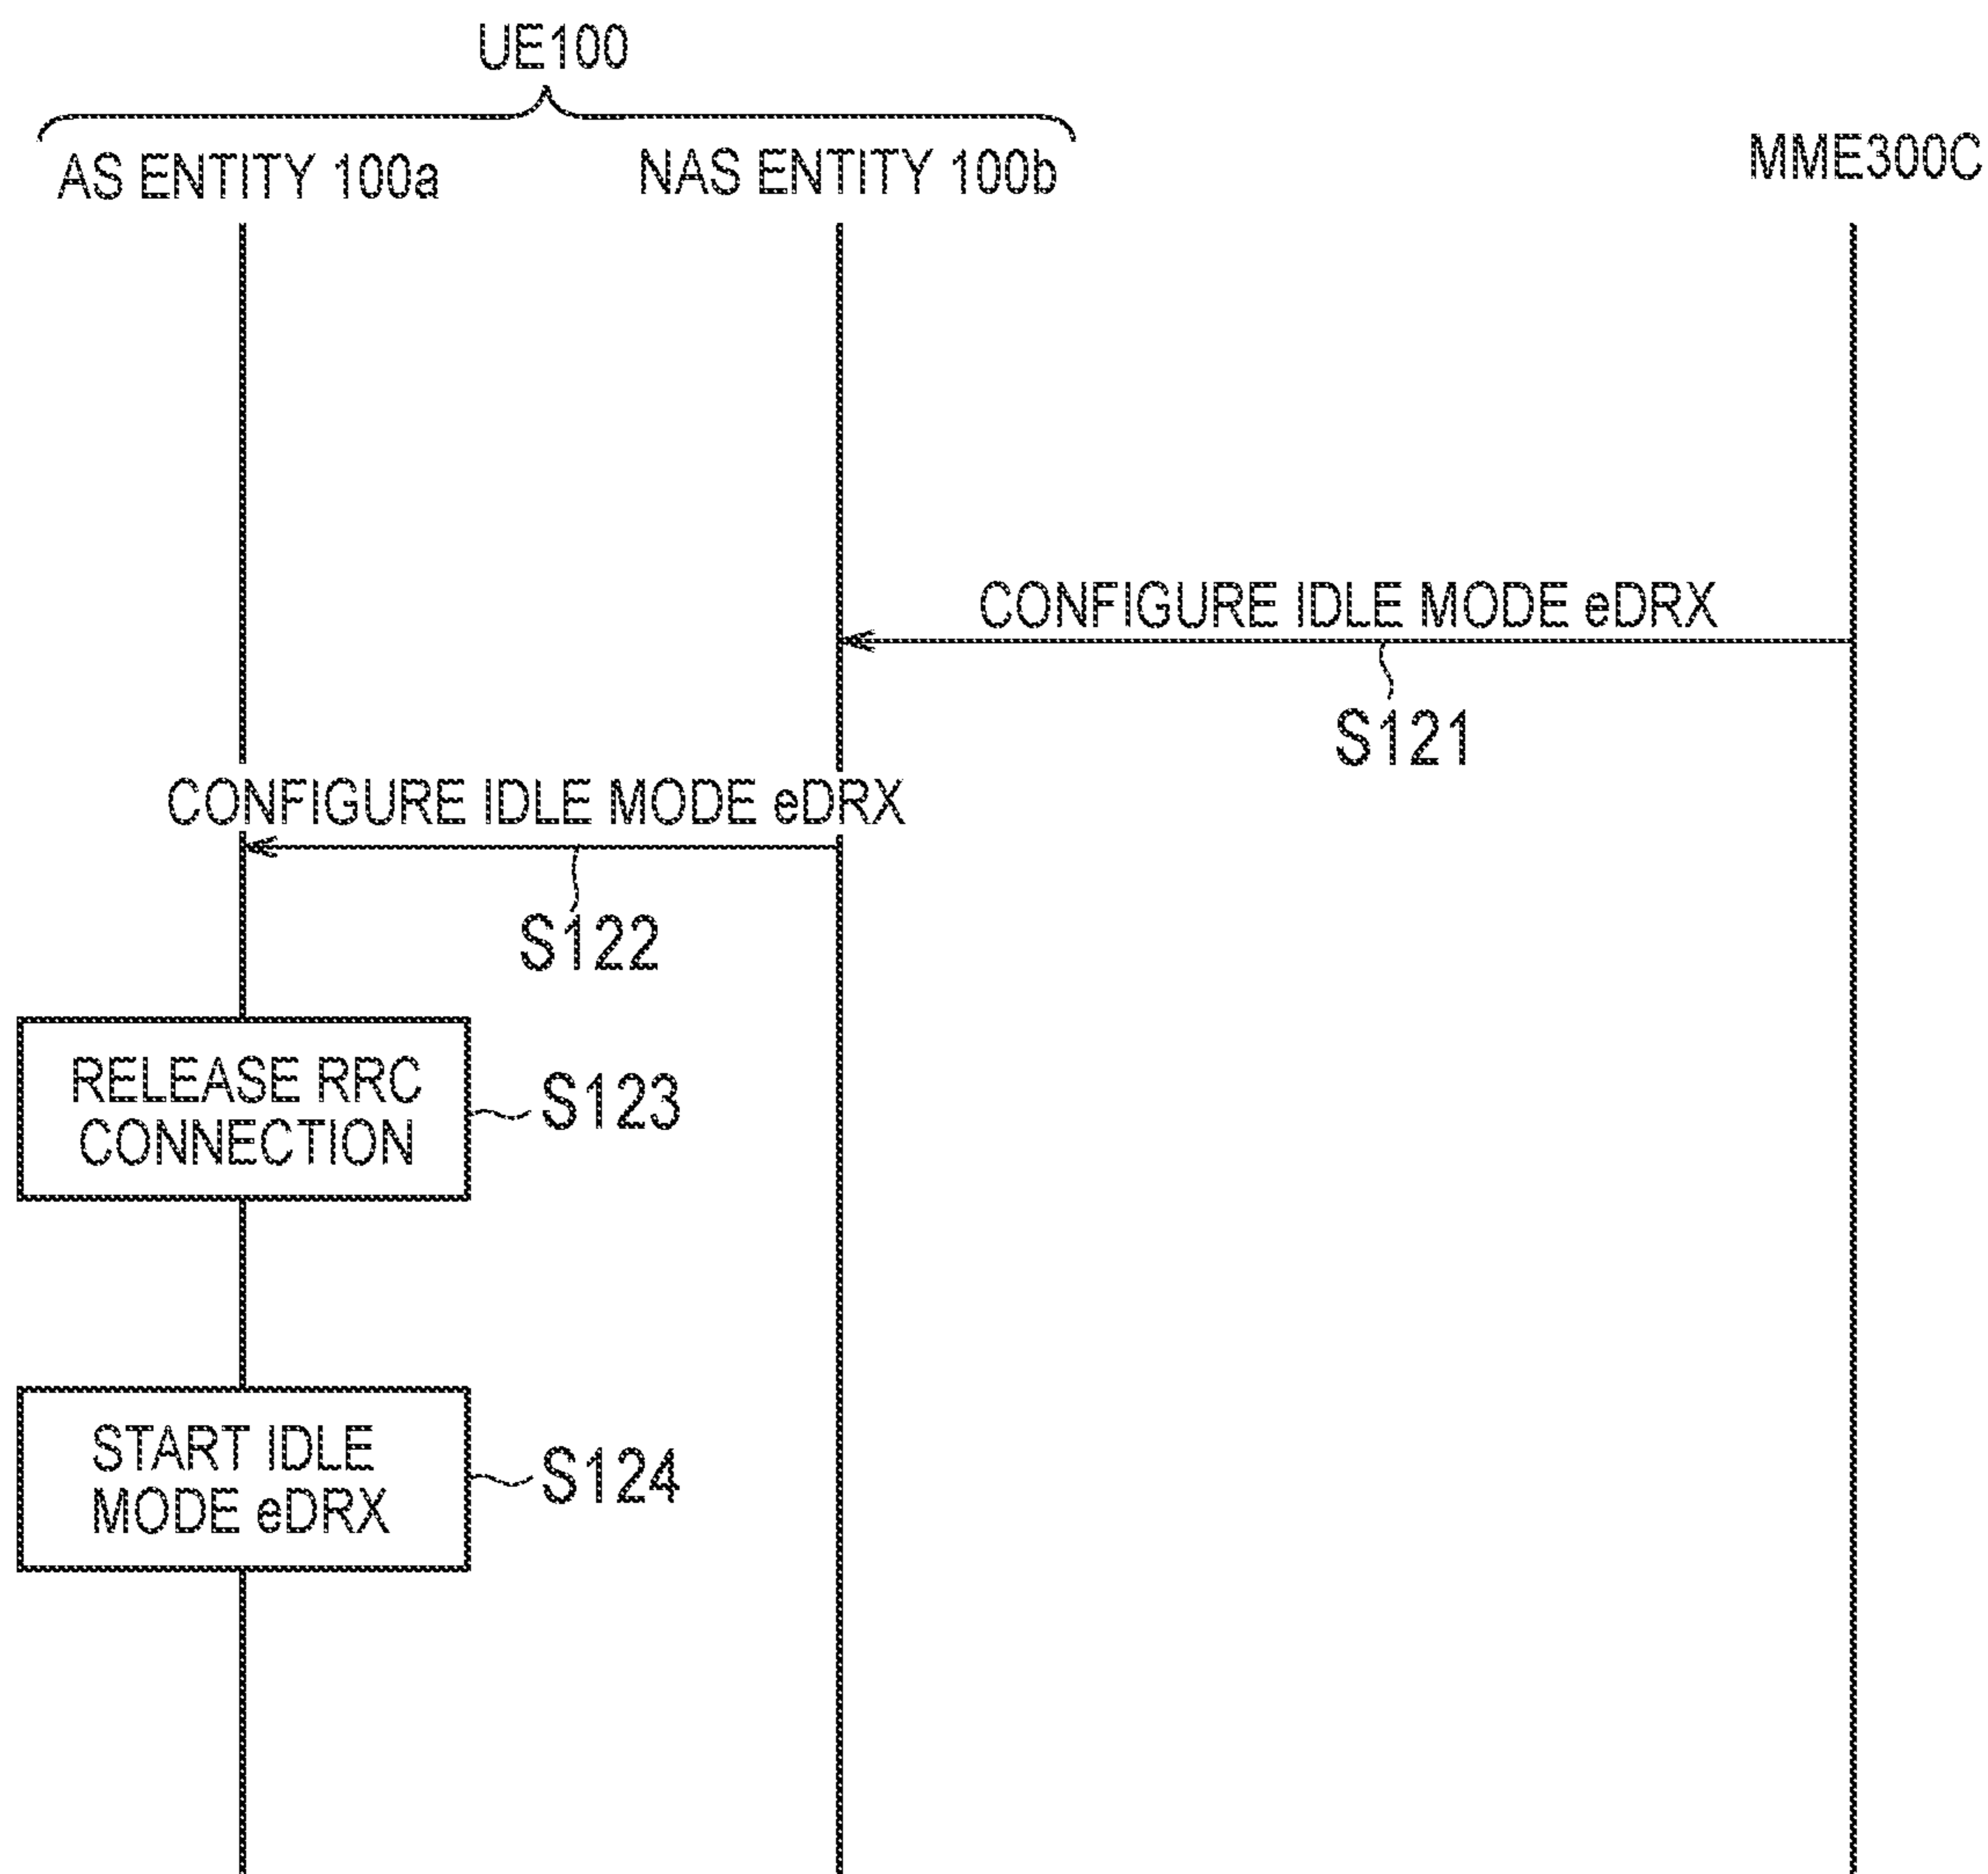 UE100
AS ENTITY 100a
NAS ENTITY 100b
MME300C
CONFIGURE IDLE MODE eDRX
S121
CONFIGURE IDLE MODE eDRX
S122
RELEASE RRC
CONNECTION
S123
START IDLE
MODE eDRX
S124